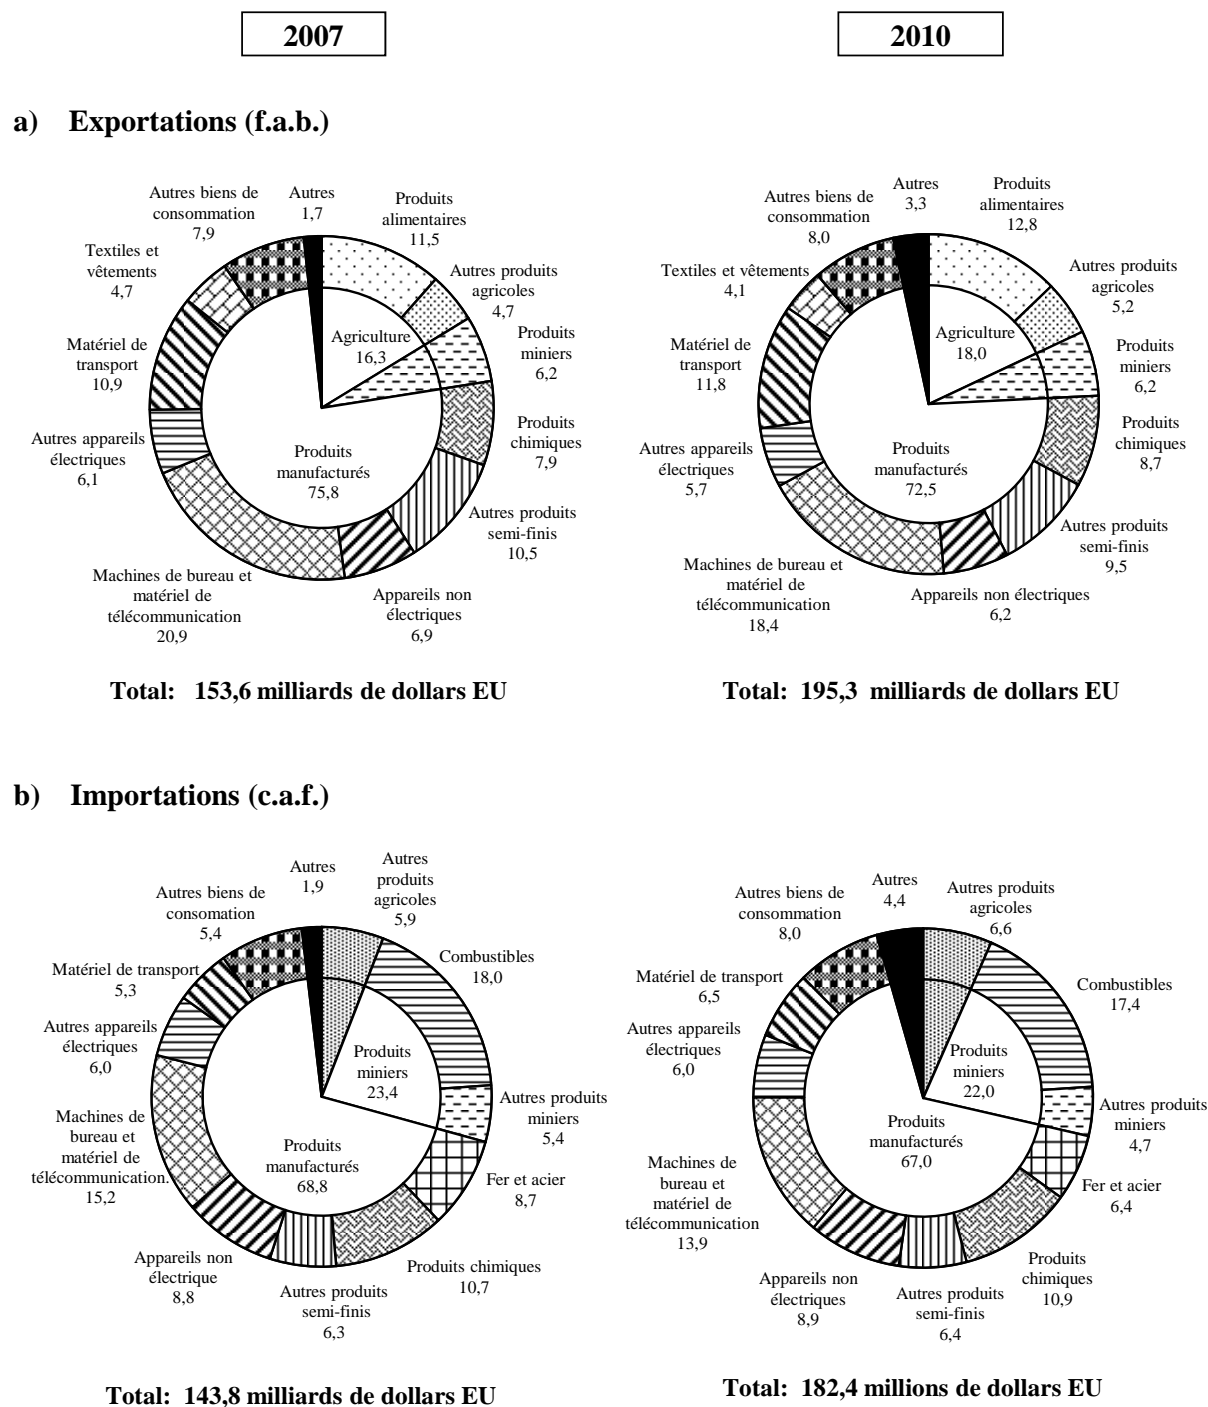 2007
2010
a) Exportations (f.a.b.)
Autres biens de
consommation
7,9
Autres
1,7
Produits
alimentaires
11,5
Textiles et
vêtements
4,7
Autres produits
agricoles
4,7
Agriculture
16,3
Produits
miniers
6,2
Matériel de
transport
10,9
Produits
chimiques
7,9
Autres appareils
électriques
6,1
Produits
manufacturés
75,8
Autres produits
semi-finis
10,5
Machines de bureau et
matériel de
télécommunication
20,9
Appareils non
électriques
6,9
Total: 153,6 milliards de dollars EU
Autres biens de
consommation
8,0
Autres
3,3
Produits
alimentaires
12,8
Textiles et vêtements
4,1
Autres produits
agricoles
5,2
Agriculture
18,0
Produits
miniers
6,2
Matériel de
transport
11,8
Produits
chimiques
8,7
Autres appareils
électriques
5,7
Produits
manufacturés
72,5
Autres produits
semi-finis
9,5
Machines de bureau et
matériel de
télécommunication
18,4
Appareils non électriques
6,2
Total: 195,3 milliards de dollars EU
b) Importations (c.a.f.)
Autres biens de
consomation
5,4
Autres
1,9
Autres
produits
agricoles
5,9
Combustibles
18,0
Matériel de transport
5,3
Autres appareils
électriques
6,0
Produits
miniers
23,4
Autres produits
miniers
5,4
Machines de
bureau et
matériel de
télécommunication.
15,2
Produits
manufacturés
68,8
Fer et acier
8,7
Appareils non
électrique
8,8
Autres produits
semi-finis
6,3
Produits chimiques
10,7
Total: 143,8 milliards de dollars EU
Autres biens de
consommation
8,0
Autres
4,4
Autres produits
agricoles
6,6
Combustibles
17,4
Matériel de transport
6,5
Autres appareils
électriques
6,0
Produits
miniers
22,0
Autres produits
miniers
4,7
Produits
manufacturés
67,0
Machines de
bureau et
matériel de
télécommunication
13,9
Fer et acier
6,4
Appareils non
électriques
8,9
Autres produits
semi-finis
6,4
Produits
chimiques
10,9
Total: 182,4 millions de dollars EU